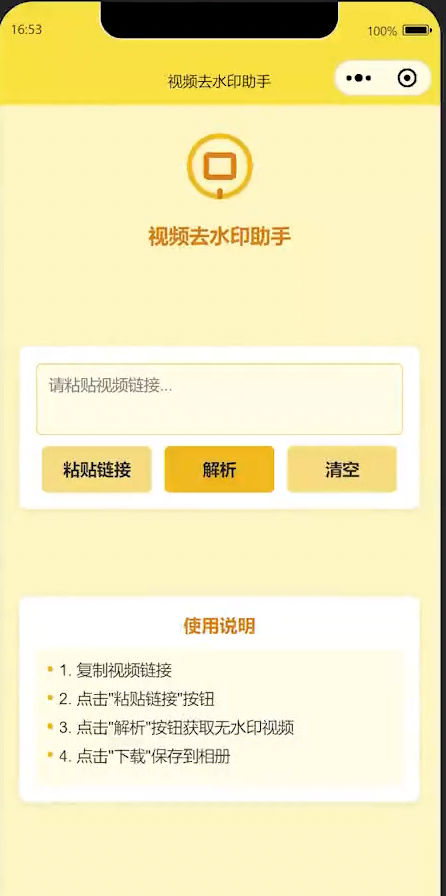 16:53
100%
视频去水印助手
视频去水印助手
请粘贴视频链接...
粘贴链接 解析 清空
使用说明
1. 复制视频链接
2. 点击"粘贴链接"按钮
3. 点击"解析"按钮获取无水印视频
4. 点击"下载"保存到相册